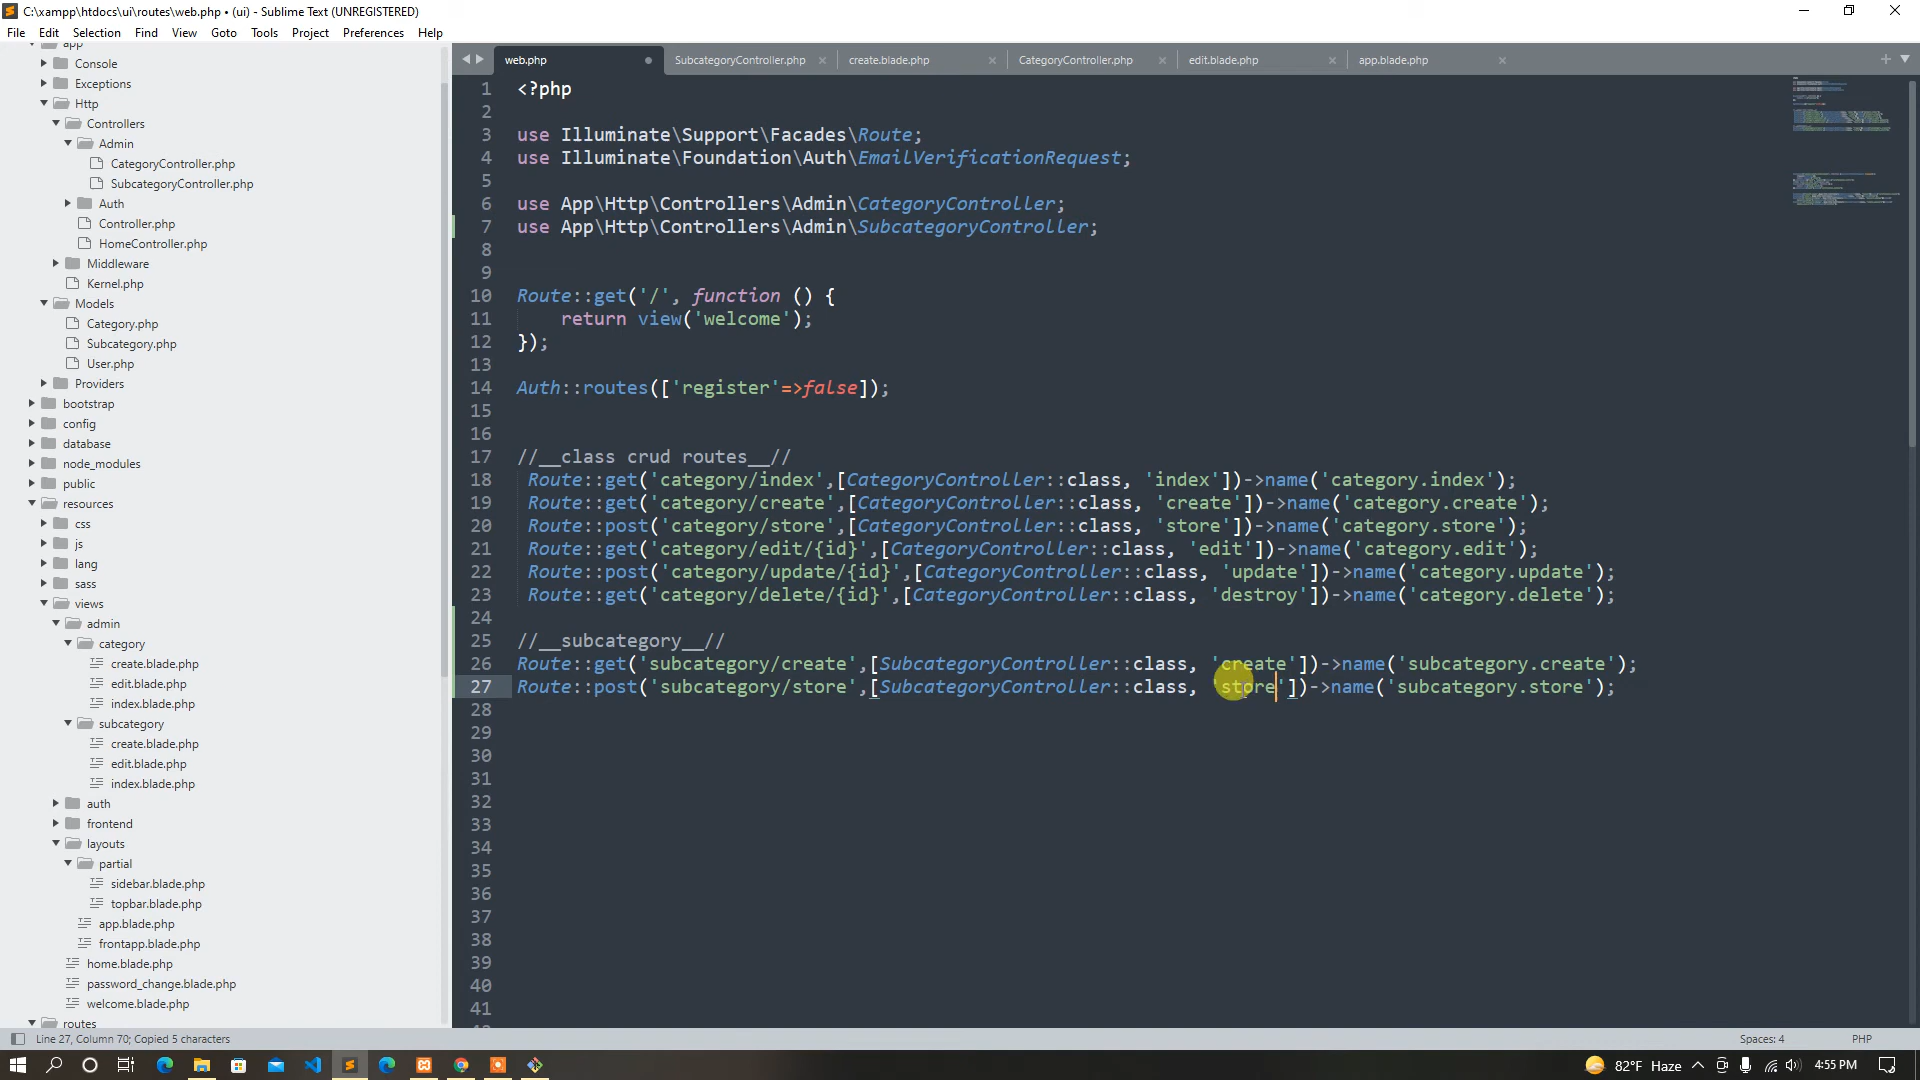 C:\xampp\htdocs\ui\routes\web.php • (ui) - Sublime Text (UNREGISTERED)
File Edit Selection Find View Goto Tools Project Preferences Help
app
Console
Exceptions
Http
Controllers
Admin
CategoryController.php
SubcategoryController.php
Auth
Controller.php
HomeController.php
Middleware
Kernel.php
Models
Category.php
Subcategory.php
User.php
Providers
bootstrap
config
database
node_modules
public
resources
css
js
lang
sass
views
admin
category
create.blade.php
edit.blade.php
index.blade.php
subcategory
create.blade.php
edit.blade.php
index.blade.php
auth
frontend
layouts
partial
sidebar.blade.php
topbar.blade.php
app.blade.php
frontapp.blade.php
home.blade.php
password_change.blade.php
welcome.blade.php
routes
web.php SubcategoryController.php create.blade.php CategoryController.php edit.blade.php app.blade.php
1 <?php
2
3 use Illuminate\Support\Facades\Route;
4 use Illuminate\Foundation\Auth\EmailVerificationRequest;
5
6 use App\Http\Controllers\Admin\CategoryController;
7 use App\Http\Controllers\Admin\SubcategoryController;
8
9
10 Route::get('/', function () {
11 return view('welcome');
12 });
13
14 Auth::routes(['register'=>false]);
15
16
17 //__class crud routes__//
18 Route::get('category/index',[CategoryController::class, 'index'])->name('category.index');
19 Route::get('category/create',[CategoryController::class, 'create'])->name('category.create');
20 Route::post('category/store',[CategoryController::class, 'store'])->name('category.store');
21 Route::get('category/edit/{id}',[CategoryController::class, 'edit'])->name('category.edit');
22 Route::post('category/update/{id}',[CategoryController::class, 'update'])->name('category.update');
23 Route::get('category/delete/{id}',[CategoryController::class, 'destroy'])->name('category.delete');
24
25 //__subcategory__//
26 Route::get('subcategory/create',[SubcategoryController::class, 'create'])->name('subcategory.create');
27 Route::post('subcategory/store',[SubcategoryController::class, 'store'])->name('subcategory.store');
28
29
30
31
32
33
34
35
36
37
38
39
40
41
Line 27, Column 70; Copied 5 characters Spaces: 4 PHP
82°F Haze 4:55 PM